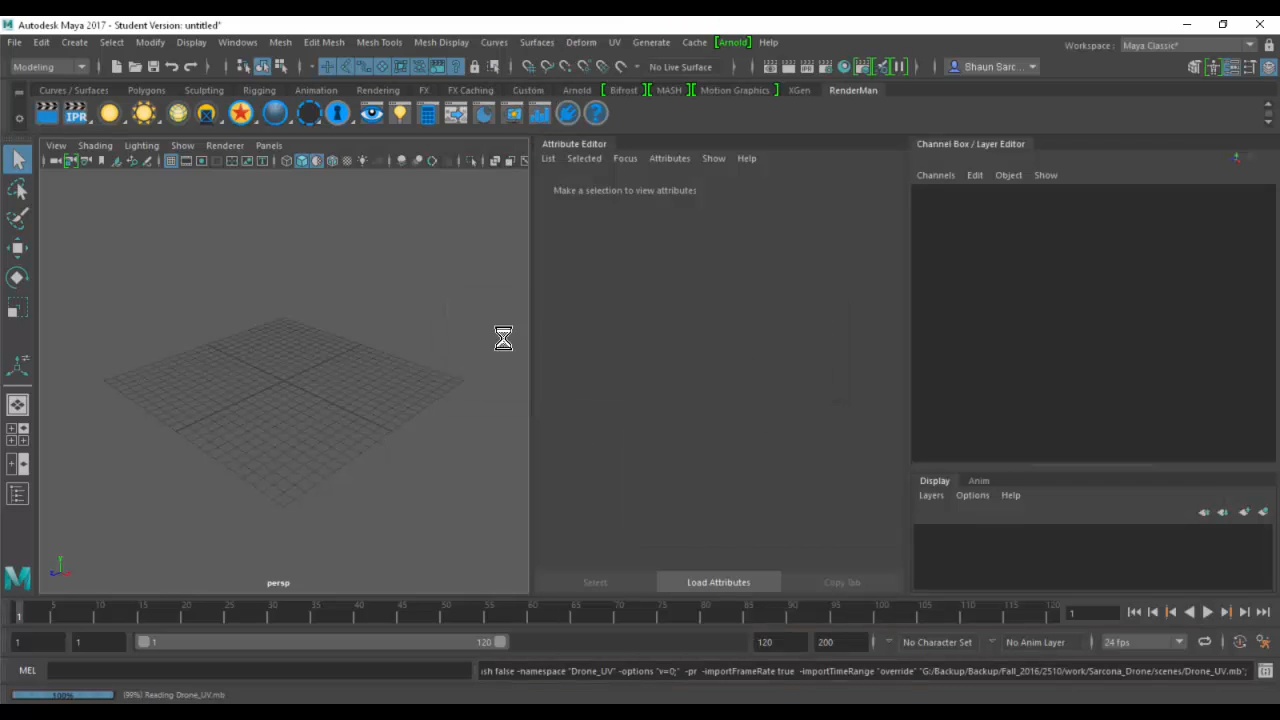 Autodesk Maya 2017 - Student Version: untitled*
File Edit Create Select Modify Display Windows Mesh Edit Mesh Mesh Tools Mesh Display Curves Surfaces Deform UV Generate Cache [Arnold] Help
Workspace: Maya Classic*
Modeling No Live Surface Shaun Sarc...
Curves / Surfaces Polygons Sculpting Rigging Animation Rendering FX FX Caching Custom Arnold [ Bifrost ] [ MASH ] [ Motion Graphics ] XGen RenderMan
IPR
View Shading Lighting Show Renderer Panels
Attribute Editor
List Selected Focus Attributes Show Help
Make a selection to view attributes
Channel Box / Layer Editor
Channels Edit Object Show
persp
Select Load Attributes Copy Tab
Display Anim
Layers Options Help
5 10 15 20 25 30 35 40 45 50 55 60 65 70 75 80 85 90 95 100 105 110 115 120
1
1
1 1 1 120 120 200 No Character Set No Anim Layer 24 fps
MEL
ish false -namespace "Drone_UV" -options "v=0;" -pr -importFrameRate true -importTimeRange "override" "G:/Backup/Backup/Fall_2016/2510/work/Sarcona_Drone/scenes/Drone_UV.mb";
100% (99%) Reading Drone_UV.mb